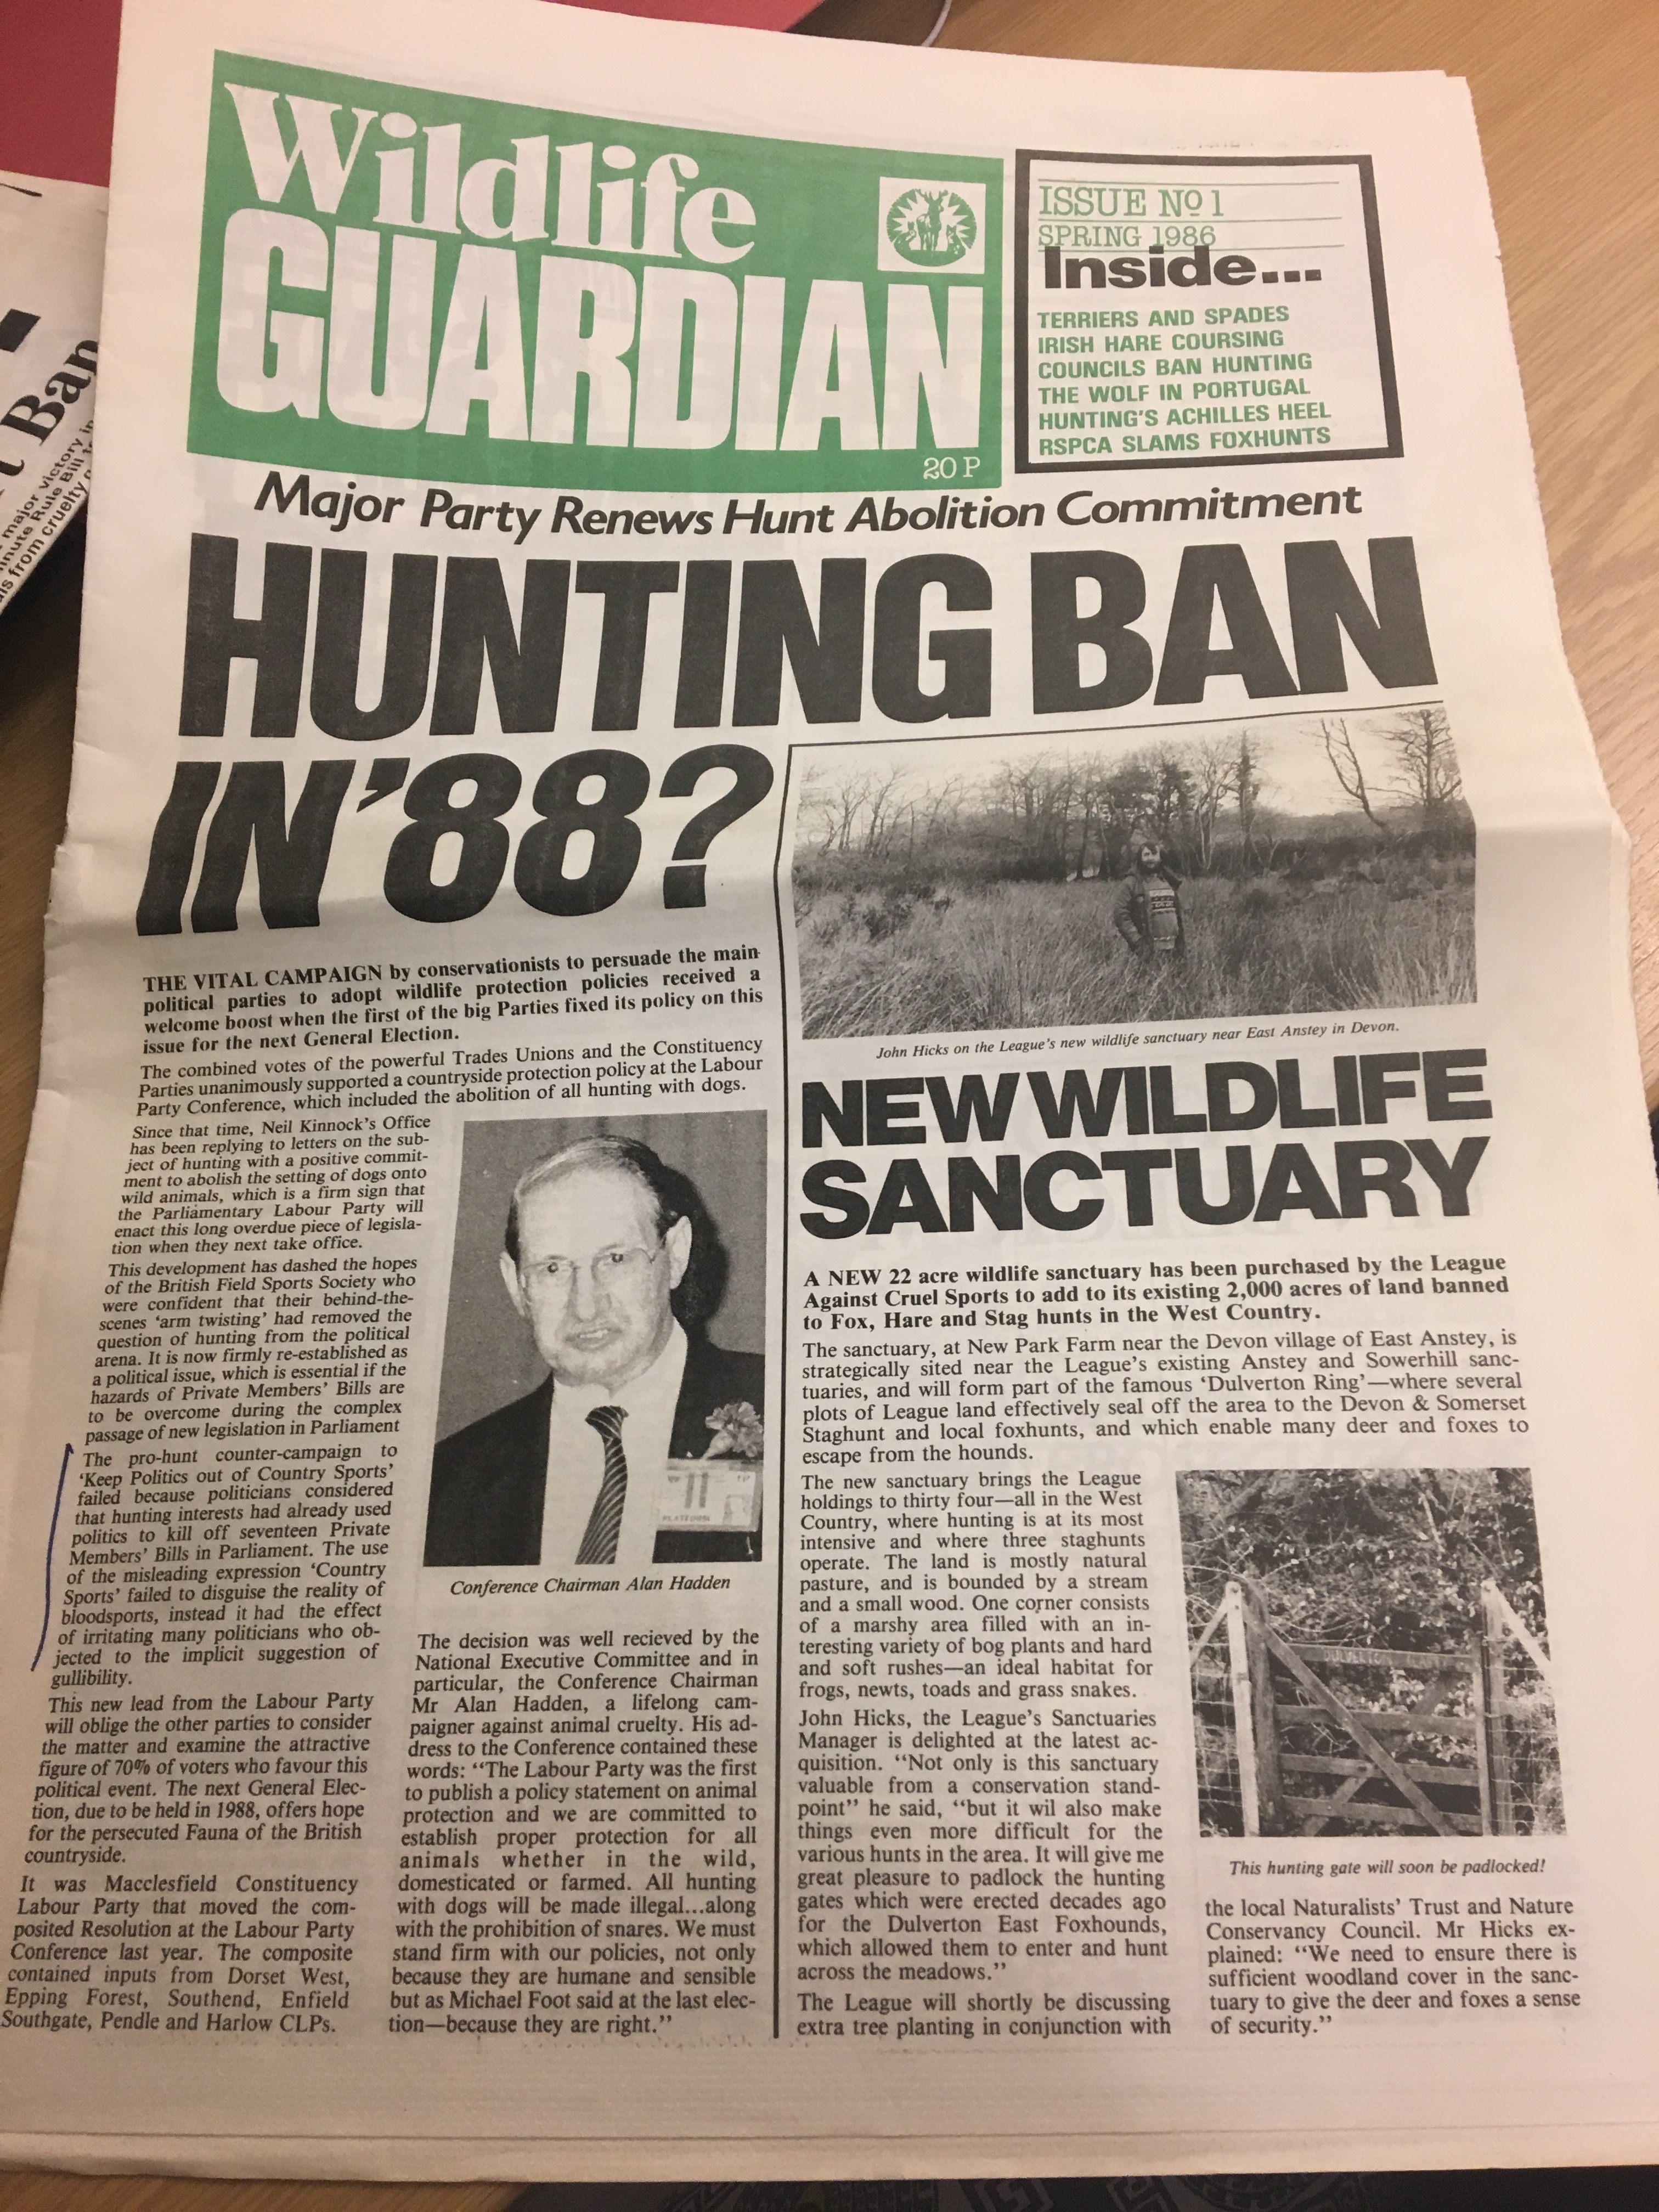 Wildlife
GUARDIAN
20 P
ISSUE No 1
SPRING 1986
Inside...
TERRIERS AND SPADES
IRISH HARE COURSING
COUNCILS BAN HUNTING
THE WOLF IN PORTUGAL
HUNTING'S ACHILLES HEEL
RSPCA SLAMS FOXHUNTS
Major Party Renews Hunt Abolition Commitment
HUNTING BAN
IN '88?
THE VITAL CAMPAIGN by conservationists to persuade the main
political parties to adopt wildlife protection policies received a
welcome boost when the first of the big Parties fixed its policy on this
issue for the next General Election.
The combined votes of the powerful Trades Unions and the Constituency
Parties unanimously supported a countryside protection policy at the Labour
Party Conference, which included the abolition of all hunting with dogs.
Since that time, Neil Kinnock's Office
has been replying to letters on the sub-
ject of hunting with a positive commit-
ment to abolish the setting of dogs onto
wild animals, which is a firm sign that
the Parliamentary Labour Party will
enact this long overdue piece of legisla-
tion when they next take office.
This development has dashed the hopes
of the British Field Sports Society who
were confident that their behind-the-
scenes 'arm twisting' had removed the
question of hunting from the political
arena. It is now firmly re-established as
a political issue, which is essential if the
hazards of Private Members' Bills are
to be overcome during the complex
passage of new legislation in Parliament
The pro-hunt counter-campaign to
'Keep Politics out of Country Sports'
failed because politicians considered
that hunting interests had already used
politics to kill off seventeen Private
Members' Bills in Parliament. The use
of the misleading expression 'Country
Sports' failed to disguise the reality of
bloodsports, instead it had the effect
of irritating many politicians who ob-
jected to the implicit suggestion of
gullibility.
This new lead from the Labour Party
will oblige the other parties to consider
the matter and examine the attractive
figure of 70% of voters who favour this
political event. The next General Elec-
tion, due to be held in 1988, offers hope
for the persecuted Fauna of the British
countryside.
It was Macclesfield Constituency
Labour Party that moved the com-
posited Resolution at the Labour Party
Conference last year. The composite
contained inputs from Dorset West,
Epping Forest, Southend, Enfield
Southgate, Pendle and Harlow CLPs.
Conference Chairman Alan Hadden
The decision was well recieved by the
National Executive Committee and in
particular, the Conference Chairman
Mr Alan Hadden, a lifelong cam-
paigner against animal cruelty. His ad-
dress to the Conference contained these
words: "The Labour Party was the first
to publish a policy statement on animal
protection and we are committed to
establish proper protection for all
animals whether in the wild,
domesticated or farmed. All hunting
with dogs will be made illegal...along
with the prohibition of snares. We must
stand firm with our policies, not only
because they are humane and sensible
but as Michael Foot said at the last elec-
tion—because they are right."
John Hicks on the League's new wildlife sanctuary near East Anstey in Devon.
NEW WILDLIFE
SANCTUARY
A NEW 22 acre wildlife sanctuary has been purchased by the League
Against Cruel Sports to add to its existing 2,000 acres of land banned
to Fox, Hare and Stag hunts in the West Country.
The sanctuary, at New Park Farm near the Devon village of East Anstey, is
strategically sited near the League's existing Anstey and Sowerhill sanc-
tuaries, and will form part of the famous 'Dulverton Ring'—where several
plots of League land effectively seal off the area to the Devon & Somerset
Staghunt and local foxhunts, and which enable many deer and foxes to
escape from the hounds.
The new sanctuary brings the League
holdings to thirty four—all in the West
Country, where hunting is at its most
intensive and where three staghunts
operate. The land is mostly natural
pasture, and is bounded by a stream
and a small wood. One corner consists
of a marshy area filled with an in-
teresting variety of bog plants and hard
and soft rushes—an ideal habitat for
frogs, newts, toads and grass snakes.
John Hicks, the League's Sanctuaries
Manager is delighted at the latest ac-
quisition. "Not only is this sanctuary
valuable from a conservation stand-
point" he said, "but it wil also make
things even more difficult for the
various hunts in the area. It will give me
great pleasure to padlock the hunting
gates which were erected decades ago
for the Dulverton East Foxhounds,
which allowed them to enter and hunt
across the meadows."
The League will shortly be discussing
extra tree planting in conjunction with
This hunting gate will soon be padlocked!
the local Naturalists' Trust and Nature
Conservancy Council. Mr Hicks ex-
plained: "We need to ensure there is
sufficient woodland cover in the sanc-
tuary to give the deer and foxes a sense
of security."
Ban
major victory in
Rule Bill
from cruelty